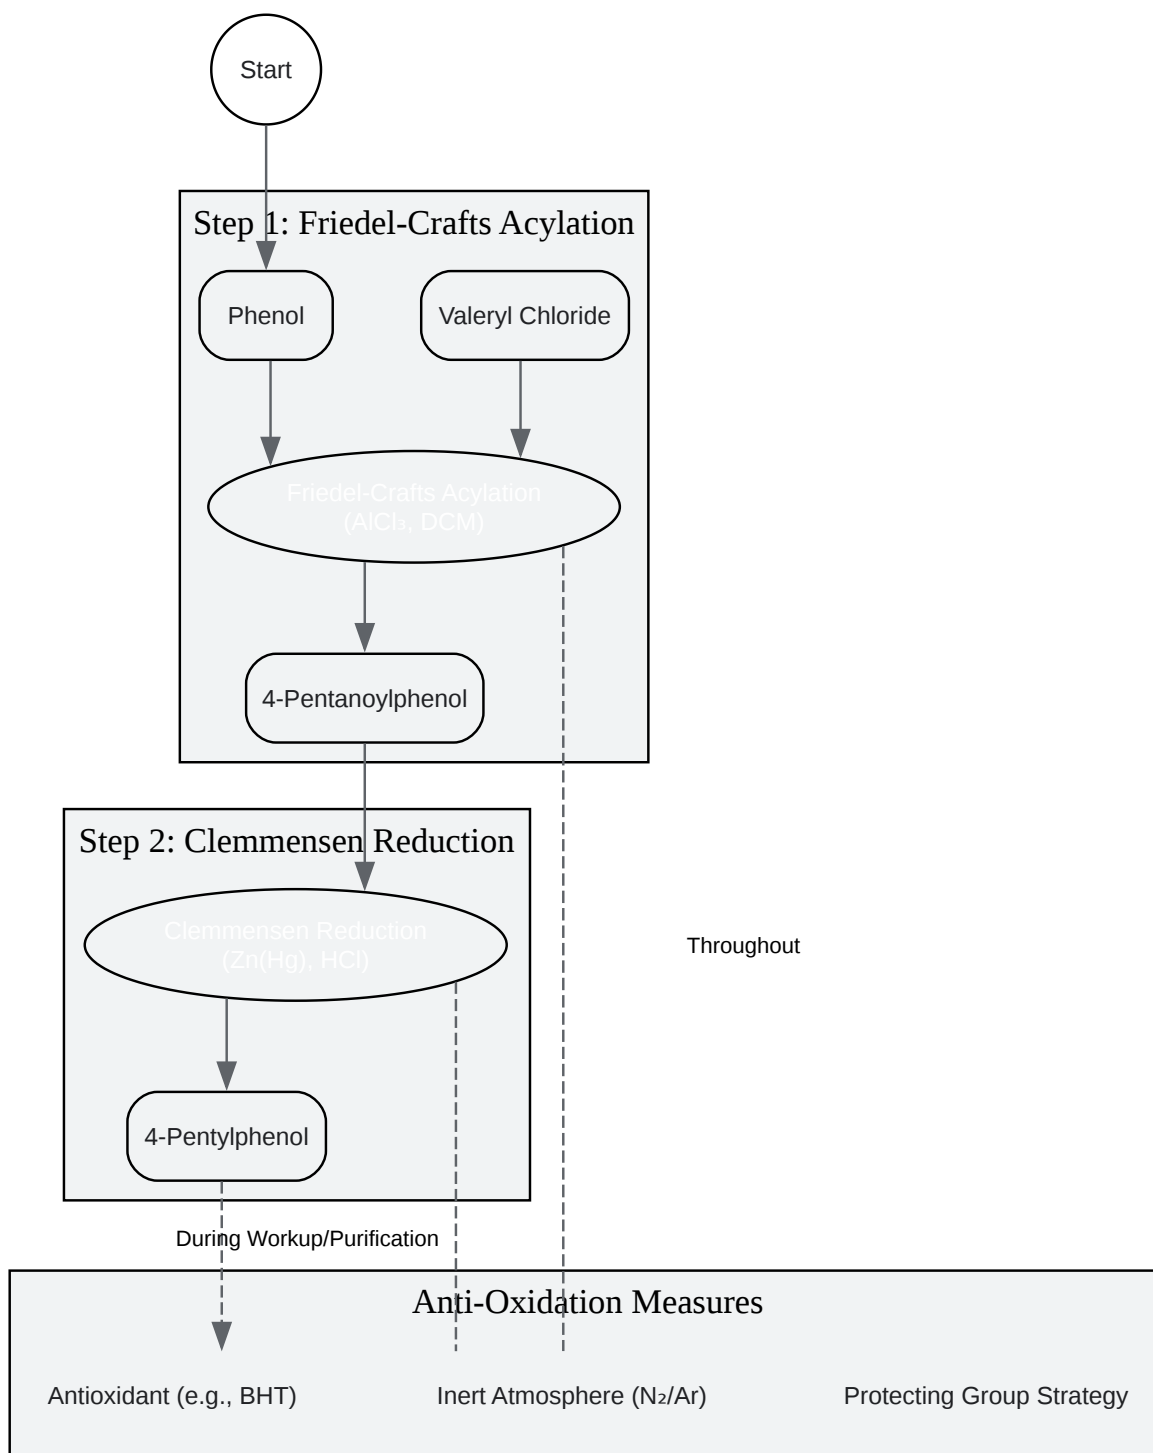 Start
Step 1: Friedel-Crafts Acylation
Phenol
Valeryl Chloride
Friedel-Crafts Acylation
(AlCl₃, DCM)
4-Pentanoylphenol
Step 2: Clemmensen Reduction
Clemmensen Reduction
(Zn(Hg), HCl)
Throughout
4-Pentylphenol
During Workup/Purification
Anti-Oxidation Measures
Antioxidant (e.g., BHT)
Inert Atmosphere (N₂/Ar)
Protecting Group Strategy